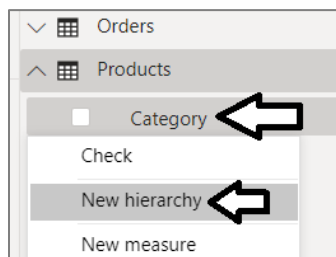 Orders
Products
Category
Check
New hierarchy
New measure